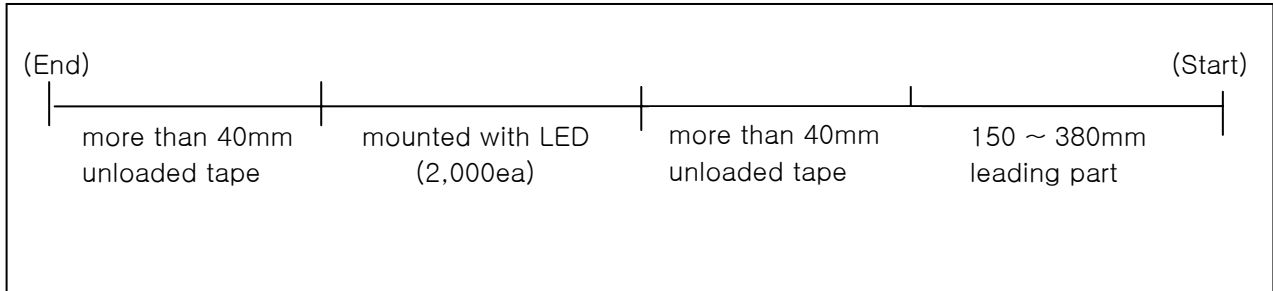 (End)
(Start)
more than 40mm
unloaded tape
mounted with LED
(2,000ea)
more than 40mm
unloaded tape
150 ~ 380mm
leading part